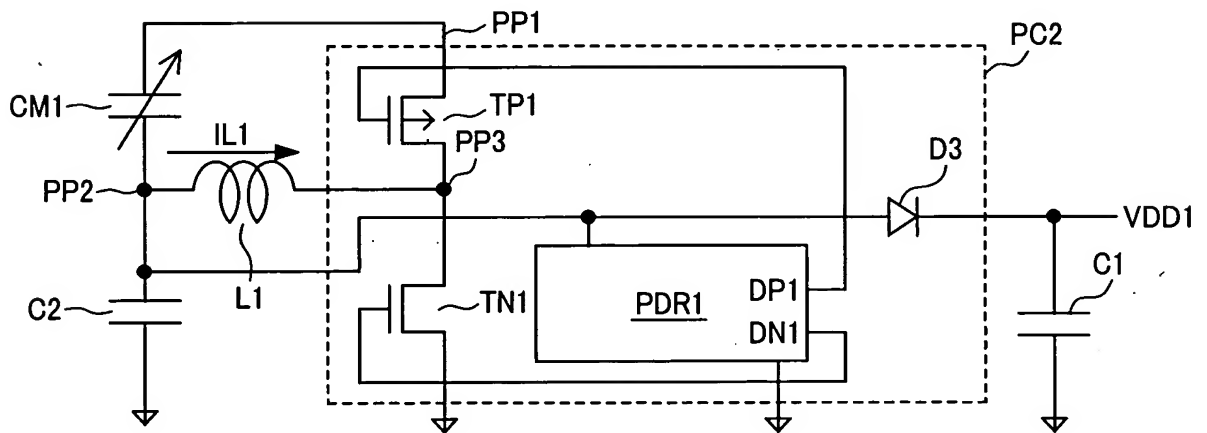 PP1
PC2
CM1
TP1
IL1
PP3
D3
PP2
VDD1
L1
C2
TN1
PDR1
DP1
DN1
C1